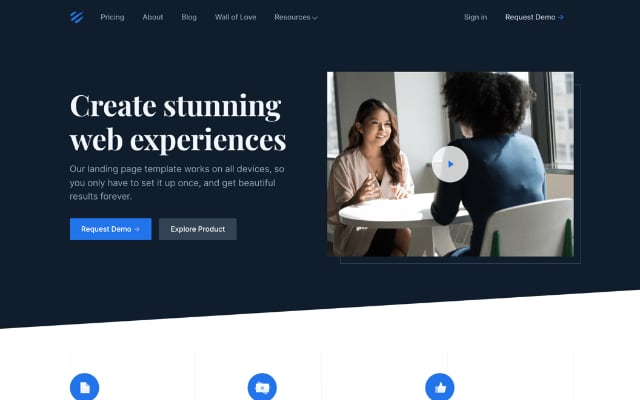 Pricing About Blog Wall of Love Resources Sign in Request Demo →
Create stunning
web experiences
Our landing page template works on all devices, so
you only have to set it up once, and get beautiful
results forever.
Request Demo → Explore Product